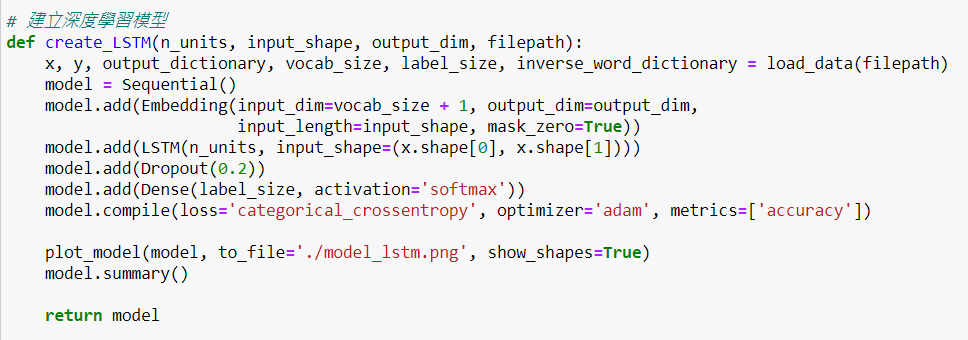 # 建立深度學習模型
def create_LSTM(n_units, input_shape, output_dim, filepath):
    x, y, output_dictionary, vocab_size, label_size, inverse_word_dictionary = load_data(filepath)
    model = Sequential()
    model.add(Embedding(input_dim=vocab_size + 1, output_dim=output_dim,
                        input_length=input_shape, mask_zero=True))
    model.add(LSTM(n_units, input_shape=(x.shape[0], x.shape[1])))
    model.add(Dropout(0.2))
    model.add(Dense(label_size, activation='softmax'))
    model.compile(loss='categorical_crossentropy', optimizer='adam', metrics=['accuracy'])
    plot_model(model, to_file='./model_lstm.png', show_shapes=True)
    model.summary()
    return model